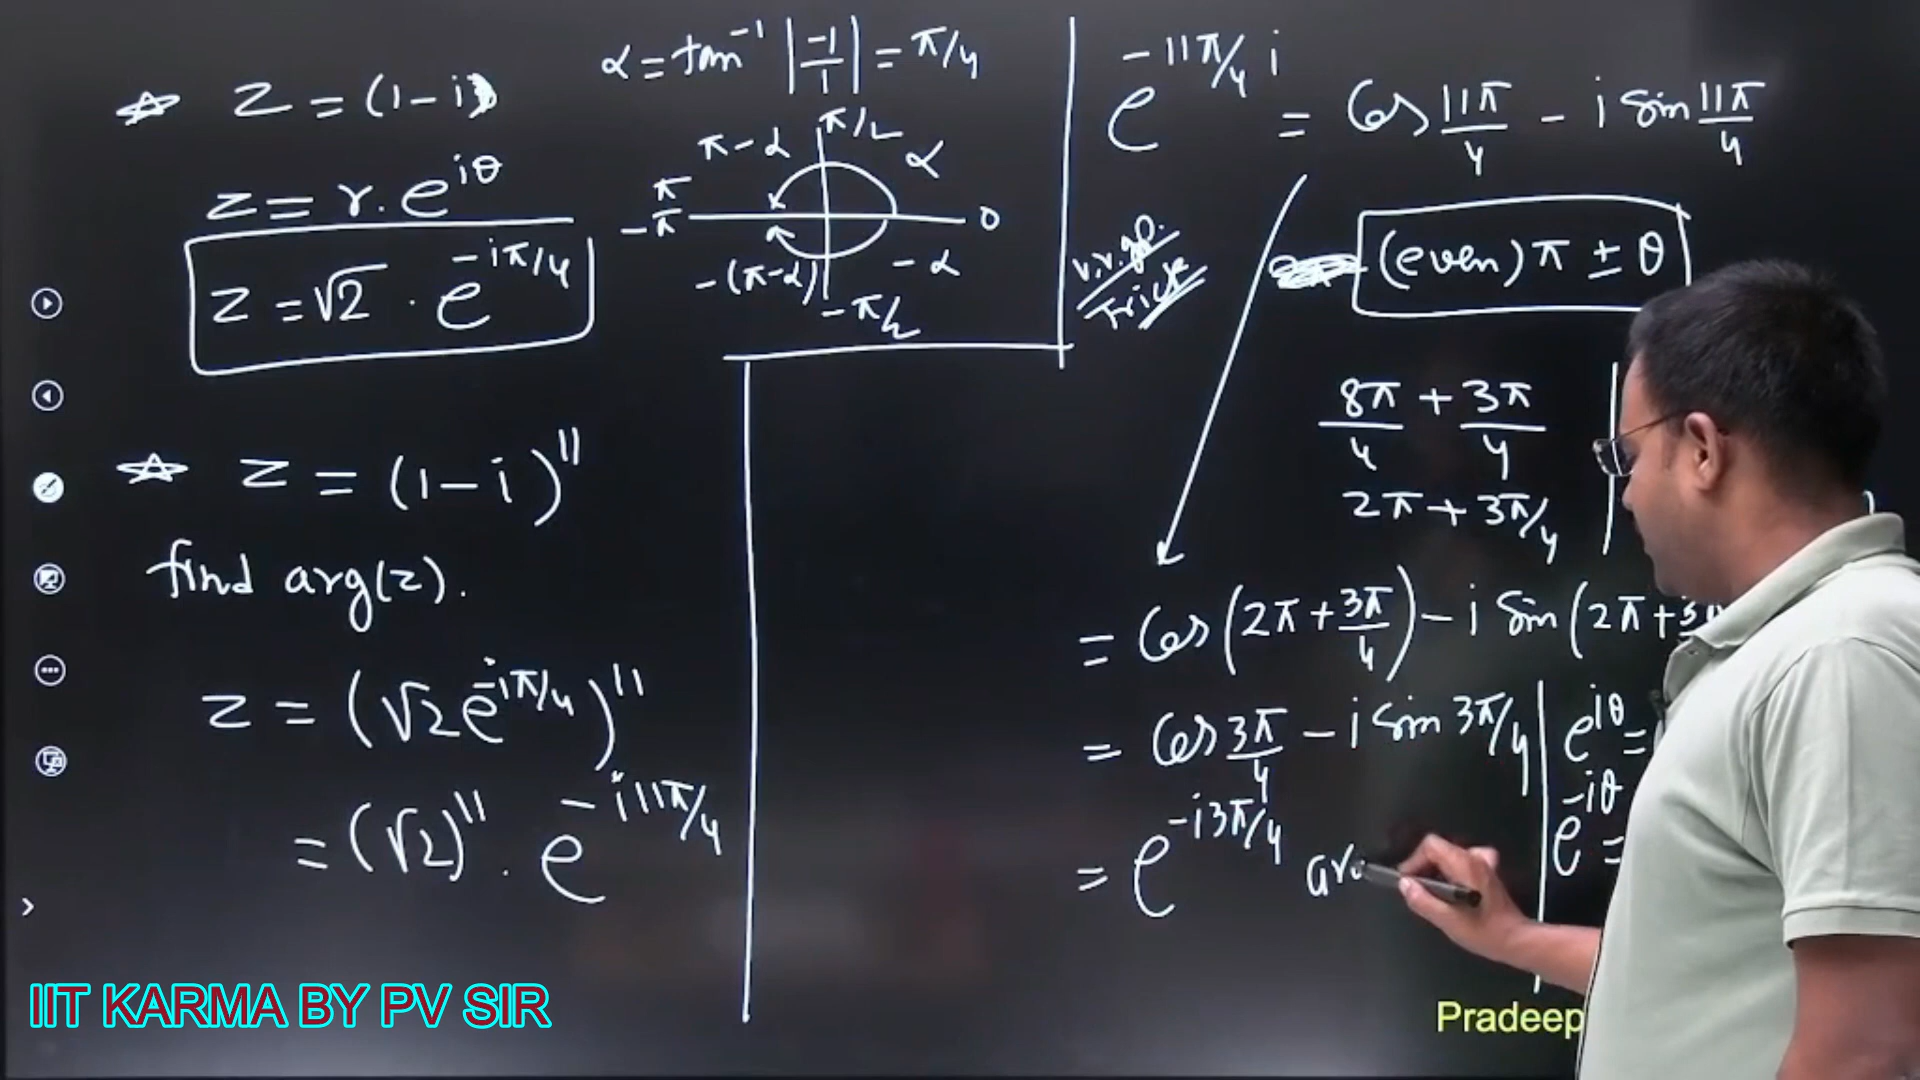 ☆ z = (1-i)
α = tan⁻¹ |-1/1| = π/4
z = r.e^{iθ}
z = √2 . e^{-iπ/4}
π/2
π-α
α
π
-π
0
-(π-α)
-α
-π/2
☆ z = (1-i)^{11}
find arg(z).
z = (√2 e^{-iπ/4})^{11}
= (√2)^{11} . e^{-i11π/4}
e^{-11π/4 i} = Cos 11π/4 - i Sin 11π/4
Trick
(even)π ± θ
8π/4 + 3π/4
2π + 3π/4
= Cos(2π + 3π/4) - i Sin(2π + 3π
= Cos 3π/4 - i Sin 3π/4
e^{iθ} =
= e^{-i3π/4}
e^{-iθ} =
IIT KARMA BY PV SIR
Pradeep